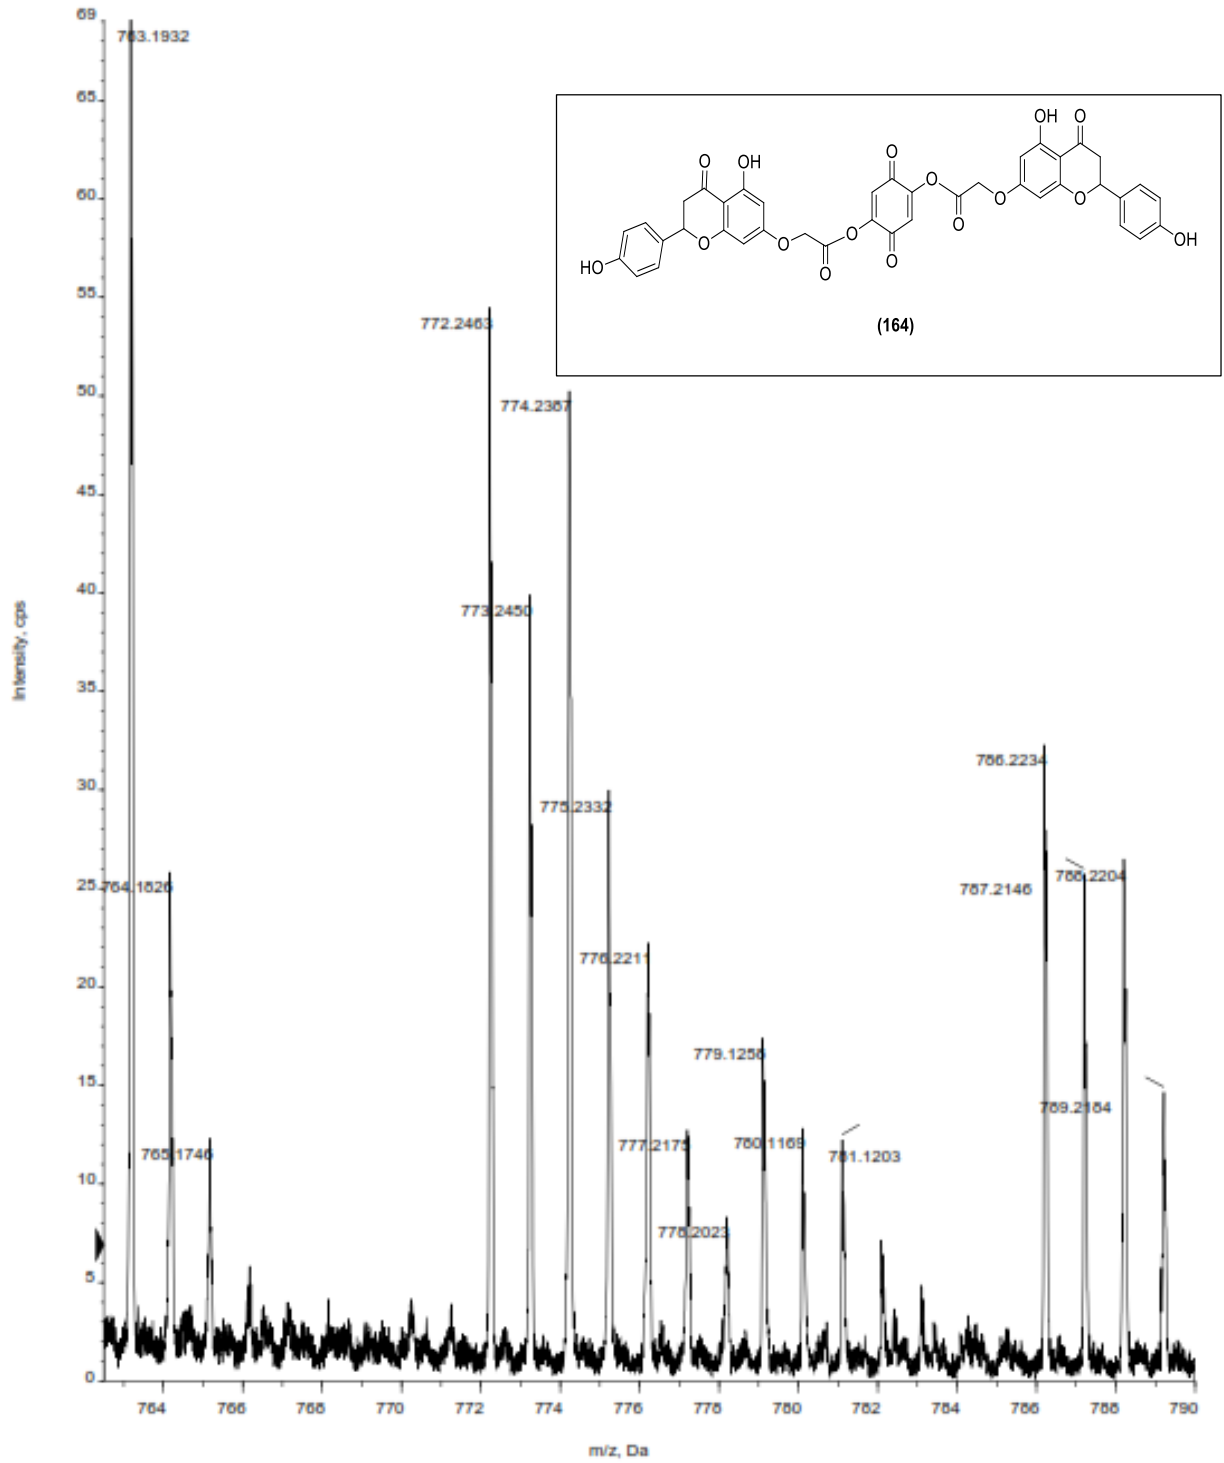 69
763.1932
65
60
55
50
45
40
35
30
25
20
15
10
5
0
OH
O
O
OH
O
O
O
O
O
O
O
O
O
O
O
HO
OH
(164)
772.2463
774.2367
773.2450
775.2332
764.1826
776.2211
765.1746
777.2175
778.2023
779.1256
780.1169
781.1203
786.2234
787.2146
788.2204
789.2184
Intensity, cps
764 766 768 770 772 774 776 778 780 782 784 786 788 790
m/z, Da